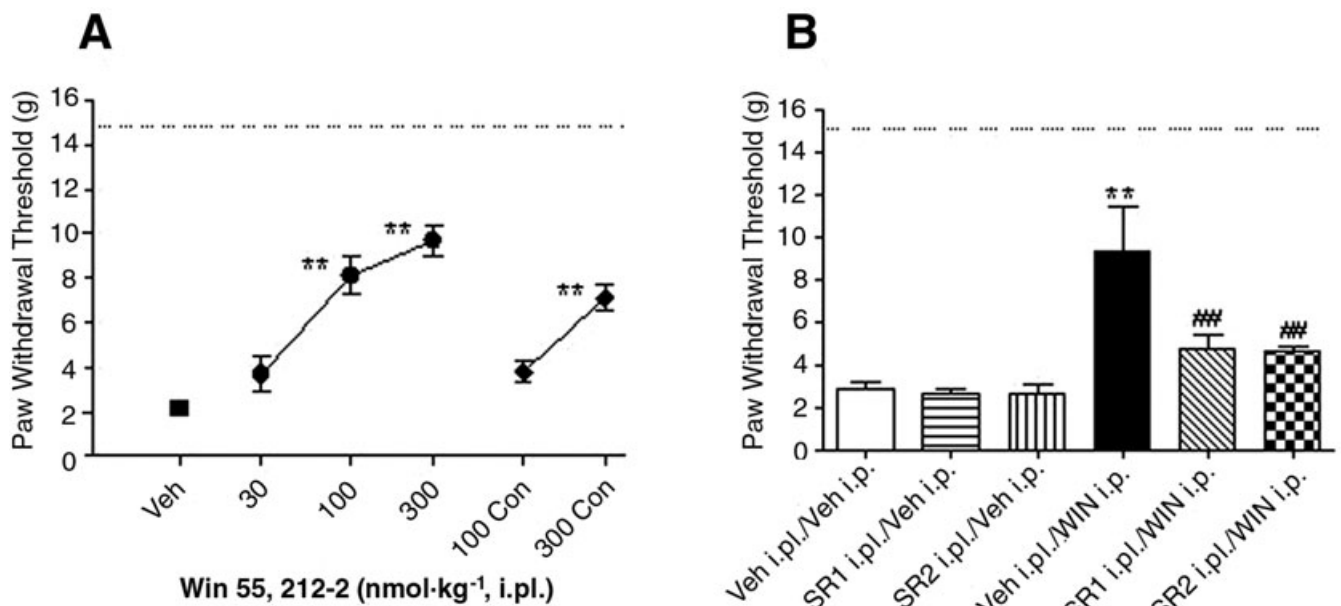 A
Paw Withdrawal Threshold (g)
16
14
12
10
8
6
4
2
0
**
**
**
Veh
30
100
300
100 Con
300 Con
Win 55, 212-2 (nmol·kg⁻¹, i.pl.)
B
Paw Withdrawal Threshold (g)
16
14
12
10
8
6
4
2
0
**
##
##
Veh i.pl./Veh i.p.
SR1 i.pl./Veh i.p.
SR2 i.pl./Veh i.p.
Veh i.pl./WIN i.p.
SR1 i.pl./WIN i.p.
SR2 i.pl./WIN i.p.